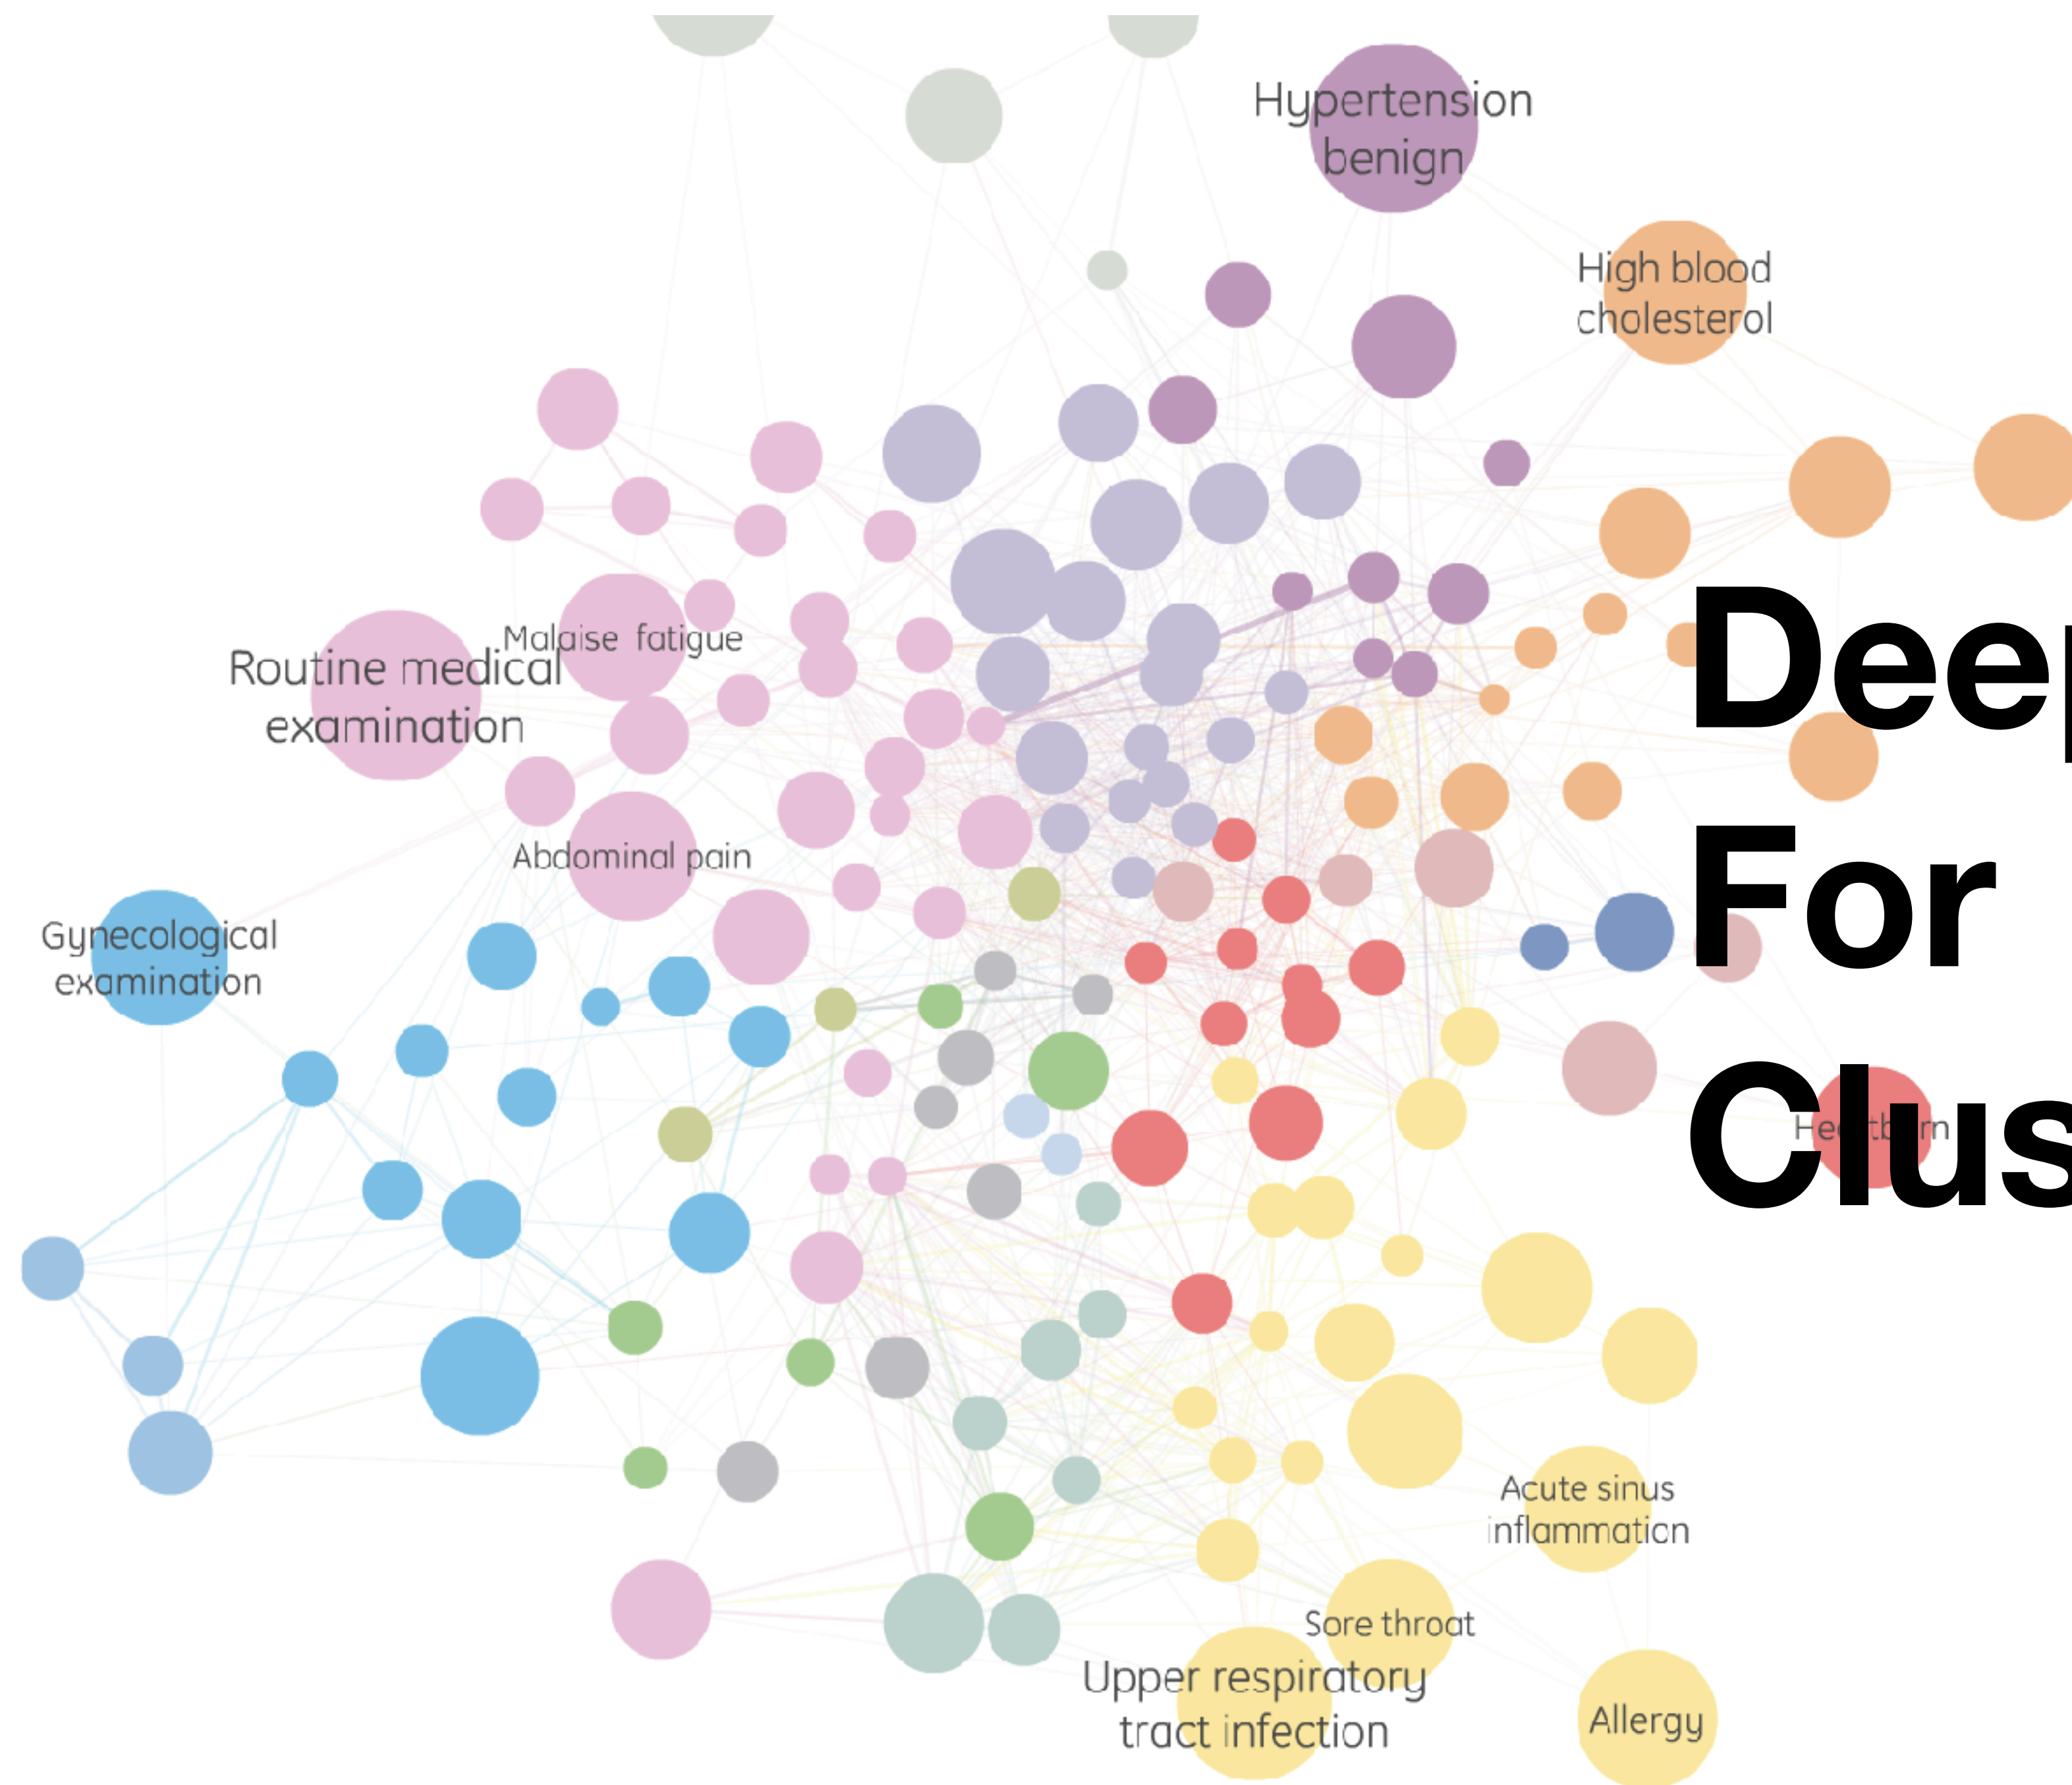 Hypertension
benign
High blood
cholesterol
Malaise fatigue
Routine medical
examination
Abdominal pain
Gynecological
examination
Deep
For
Clus
Acute sinus
inflammation
Sore throat
Upper respiratory
tract infection
Allergy